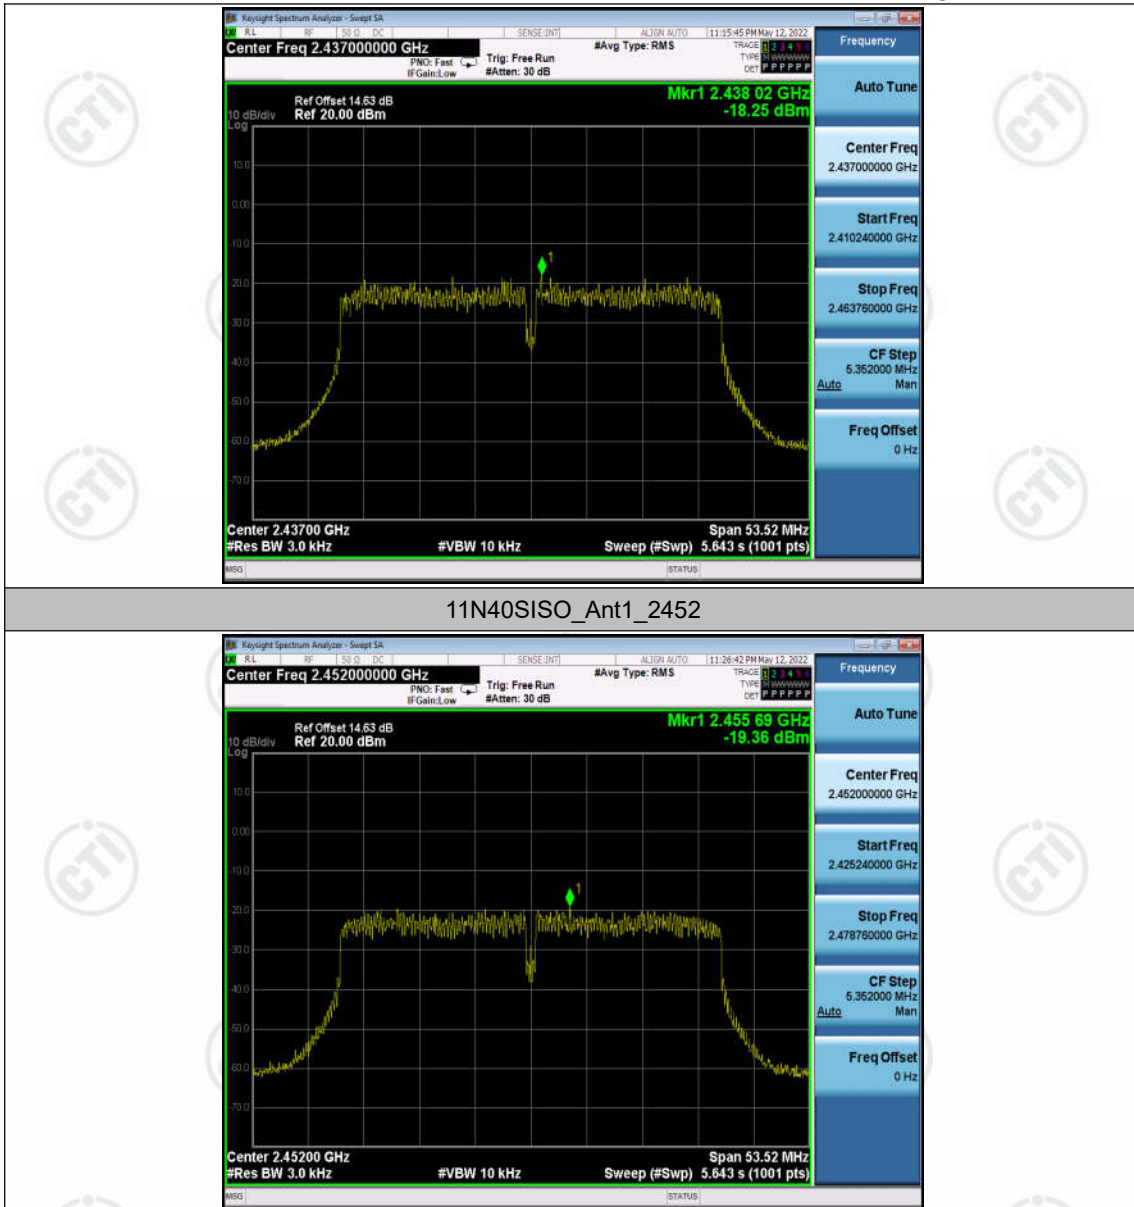 Keysight Spectrum Analyzer - Swept SA
RL RF 50 Ω DC SENSE:INT ALIGN AUTO 11:15:45 PM May 12, 2022
Center Freq 2.437000000 GHz #Avg Type: RMS TRACE 1 2 3 4 5 6
PNO: Fast Trig: Free Run TYPE M WWWWW
IFGain:Low #Atten: 30 dB DET P P P P P P
Frequency
Auto Tune
Ref Offset 14.63 dB Mkr1 2.438 02 GHz
10 dB/div Ref 20.00 dBm -18.25 dBm
Log
10.0
0.00
-10.0
-20.0
-30.0
-40.0
-50.0
-60.0
-70.0
1
Center Freq
2.437000000 GHz
Start Freq
2.410240000 GHz
Stop Freq
2.463760000 GHz
CF Step
5.352000 MHz
Auto Man
Freq Offset
0 Hz
Center 2.43700 GHz Span 53.52 MHz
#Res BW 3.0 kHz #VBW 10 kHz Sweep (#Swp) 5.643 s (1001 pts)
MSG STATUS
11N40SISO_Ant1_2452
Keysight Spectrum Analyzer - Swept SA
RL RF 50 Ω DC SENSE:INT ALIGN AUTO 11:26:42 PM May 12, 2022
Center Freq 2.452000000 GHz #Avg Type: RMS TRACE 1 2 3 4 5 6
PNO: Fast Trig: Free Run TYPE M WWWWW
IFGain:Low #Atten: 30 dB DET P P P P P P
Frequency
Auto Tune
Ref Offset 14.63 dB Mkr1 2.455 69 GHz
10 dB/div Ref 20.00 dBm -19.36 dBm
Log
10.0
0.00
-10.0
-20.0
-30.0
-40.0
-50.0
-60.0
-70.0
1
Center Freq
2.452000000 GHz
Start Freq
2.425240000 GHz
Stop Freq
2.478760000 GHz
CF Step
5.352000 MHz
Auto Man
Freq Offset
0 Hz
Center 2.45200 GHz Span 53.52 MHz
#Res BW 3.0 kHz #VBW 10 kHz Sweep (#Swp) 5.643 s (1001 pts)
MSG STATUS
CTI
CTI
CTI
CTI
CTI
CTI